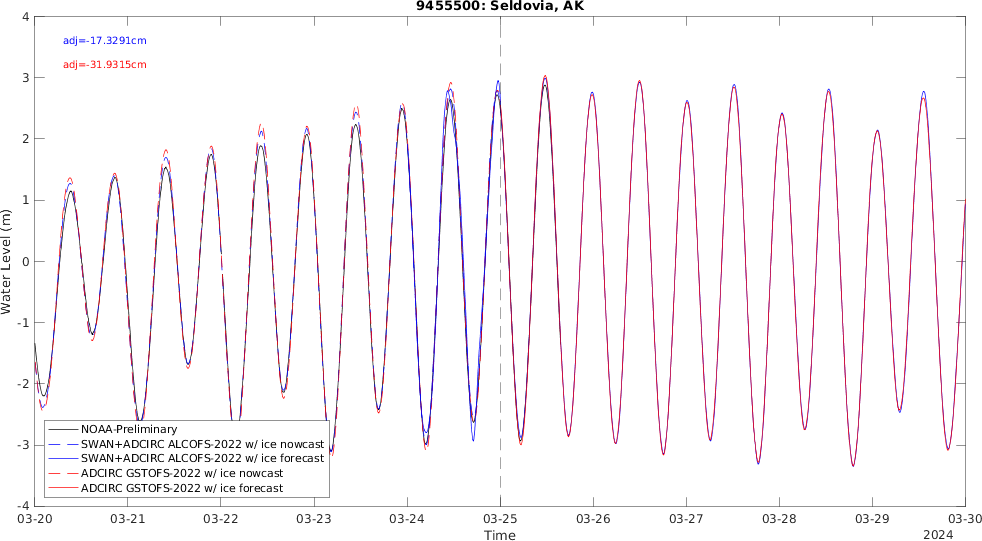 9455500: Seldovia, AK
adj=-17.3291cm
adj=-31.9315cm
Water Level (m)
4
3
2
1
0
-1
-2
-3
-4
NOAA-Preliminary
SWAN+ADCIRC ALCOFS-2022 w/ ice nowcast
SWAN+ADCIRC ALCOFS-2022 w/ ice forecast
ADCIRC GSTOFS-2022 w/ ice nowcast
ADCIRC GSTOFS-2022 w/ ice forecast
03-20 03-21 03-22 03-23 03-24 03-25 03-26 03-27 03-28 03-29 03-30
Time
2024